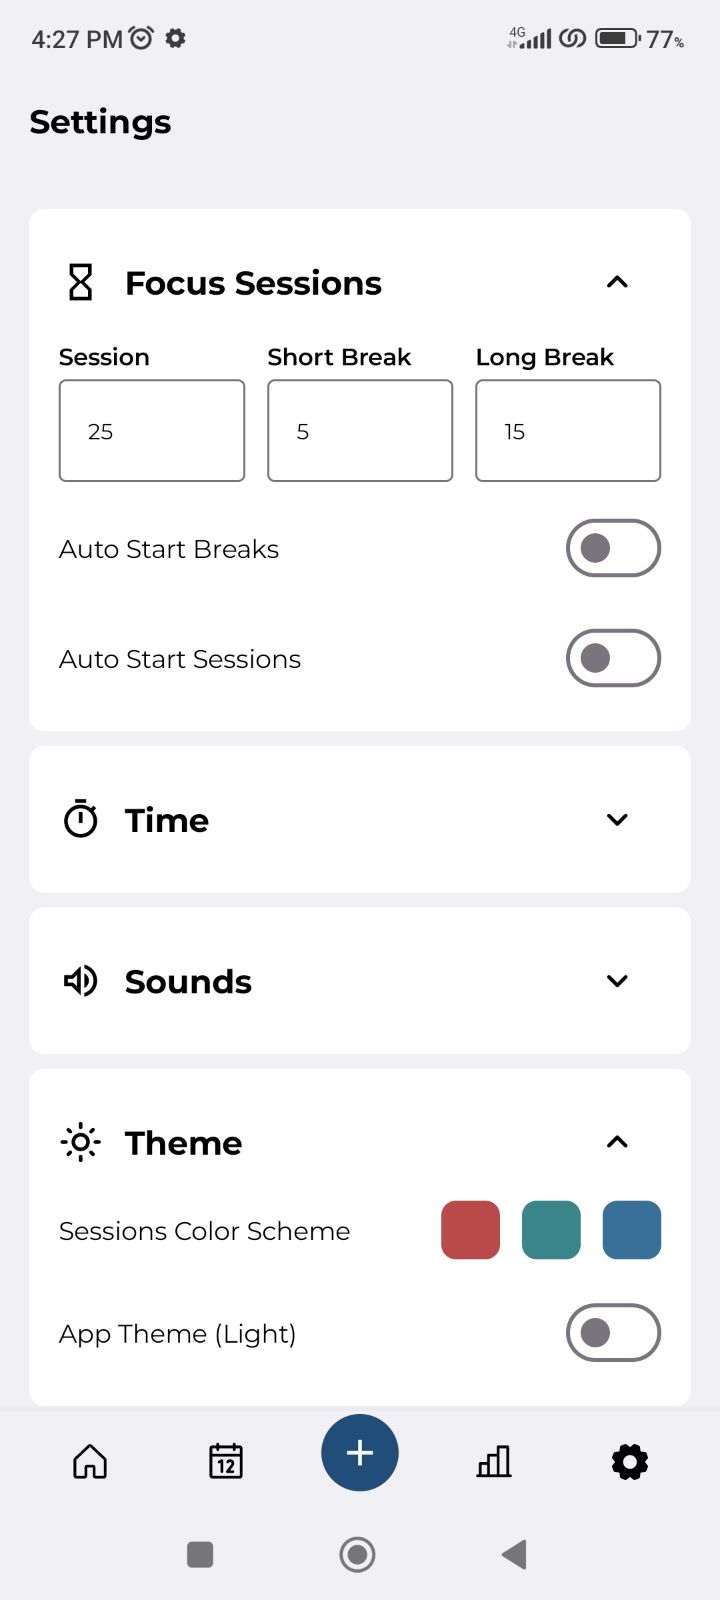 4:27 PM 4G 77%
Settings
Focus Sessions
Session Short Break Long Break
25 5 15
Auto Start Breaks
Auto Start Sessions
Time
Sounds
Theme
Sessions Color Scheme
App Theme (Light)
12